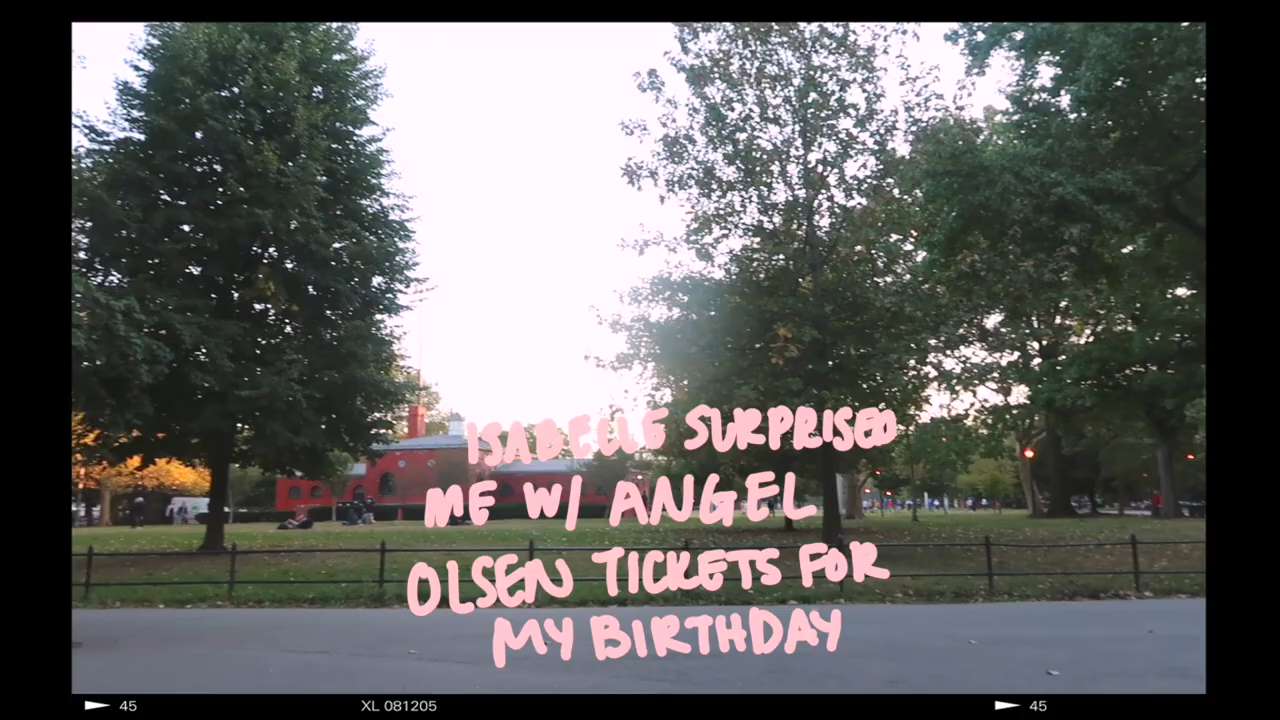 ISABELLE SURPRISED
ME W/ ANGEL
OLSEN TICKETS FOR
MY BIRTHDAY
45 XL 081205 45